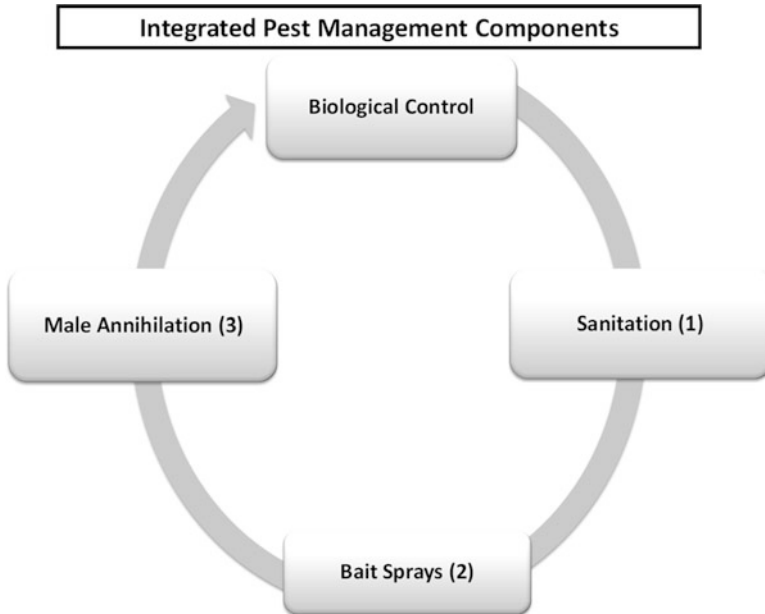 Integrated Pest Management Components
Biological Control
Sanitation (1)
Bait Sprays (2)
Male Annihilation (3)